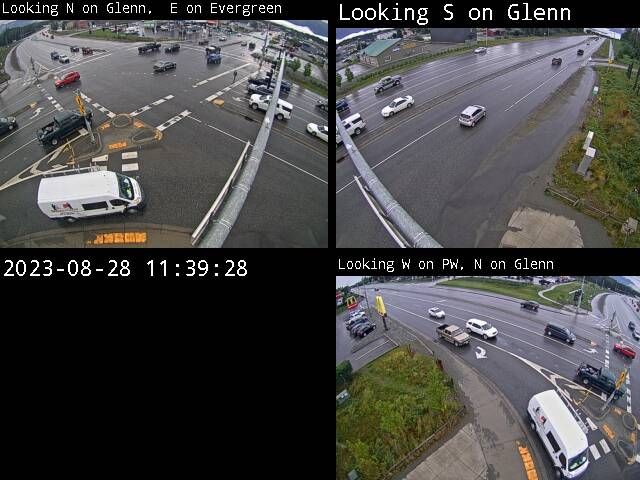 Looking N on Glenn, E on Evergreen
Looking S on Glenn
2023-08-28 11:39:28
Looking W on PW, N on Glenn